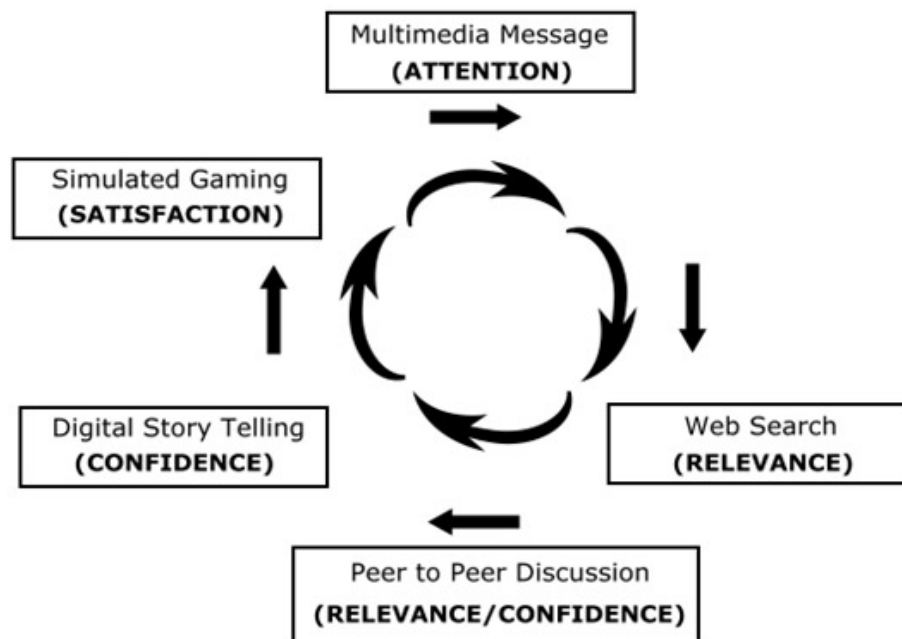 Multimedia Message
(ATTENTION)
Simulated Gaming
(SATISFACTION)
Digital Story Telling
(CONFIDENCE)
Web Search
(RELEVANCE)
Peer to Peer Discussion
(RELEVANCE/CONFIDENCE)